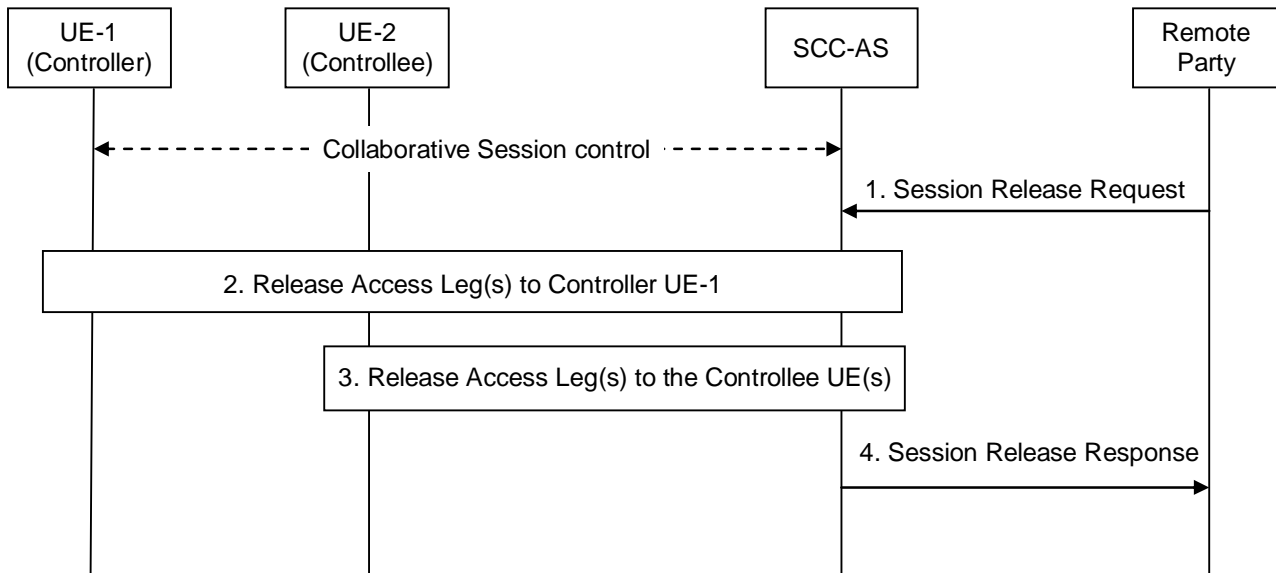 UE-1
(Controller)
UE-2
(Controllee)
SCC-AS
Remote
Party
Collaborative Session control
1. Session Release Request
2. Release Access Leg(s) to Controller UE-1
3. Release Access Leg(s) to the Controllee UE(s)
4. Session Release Response